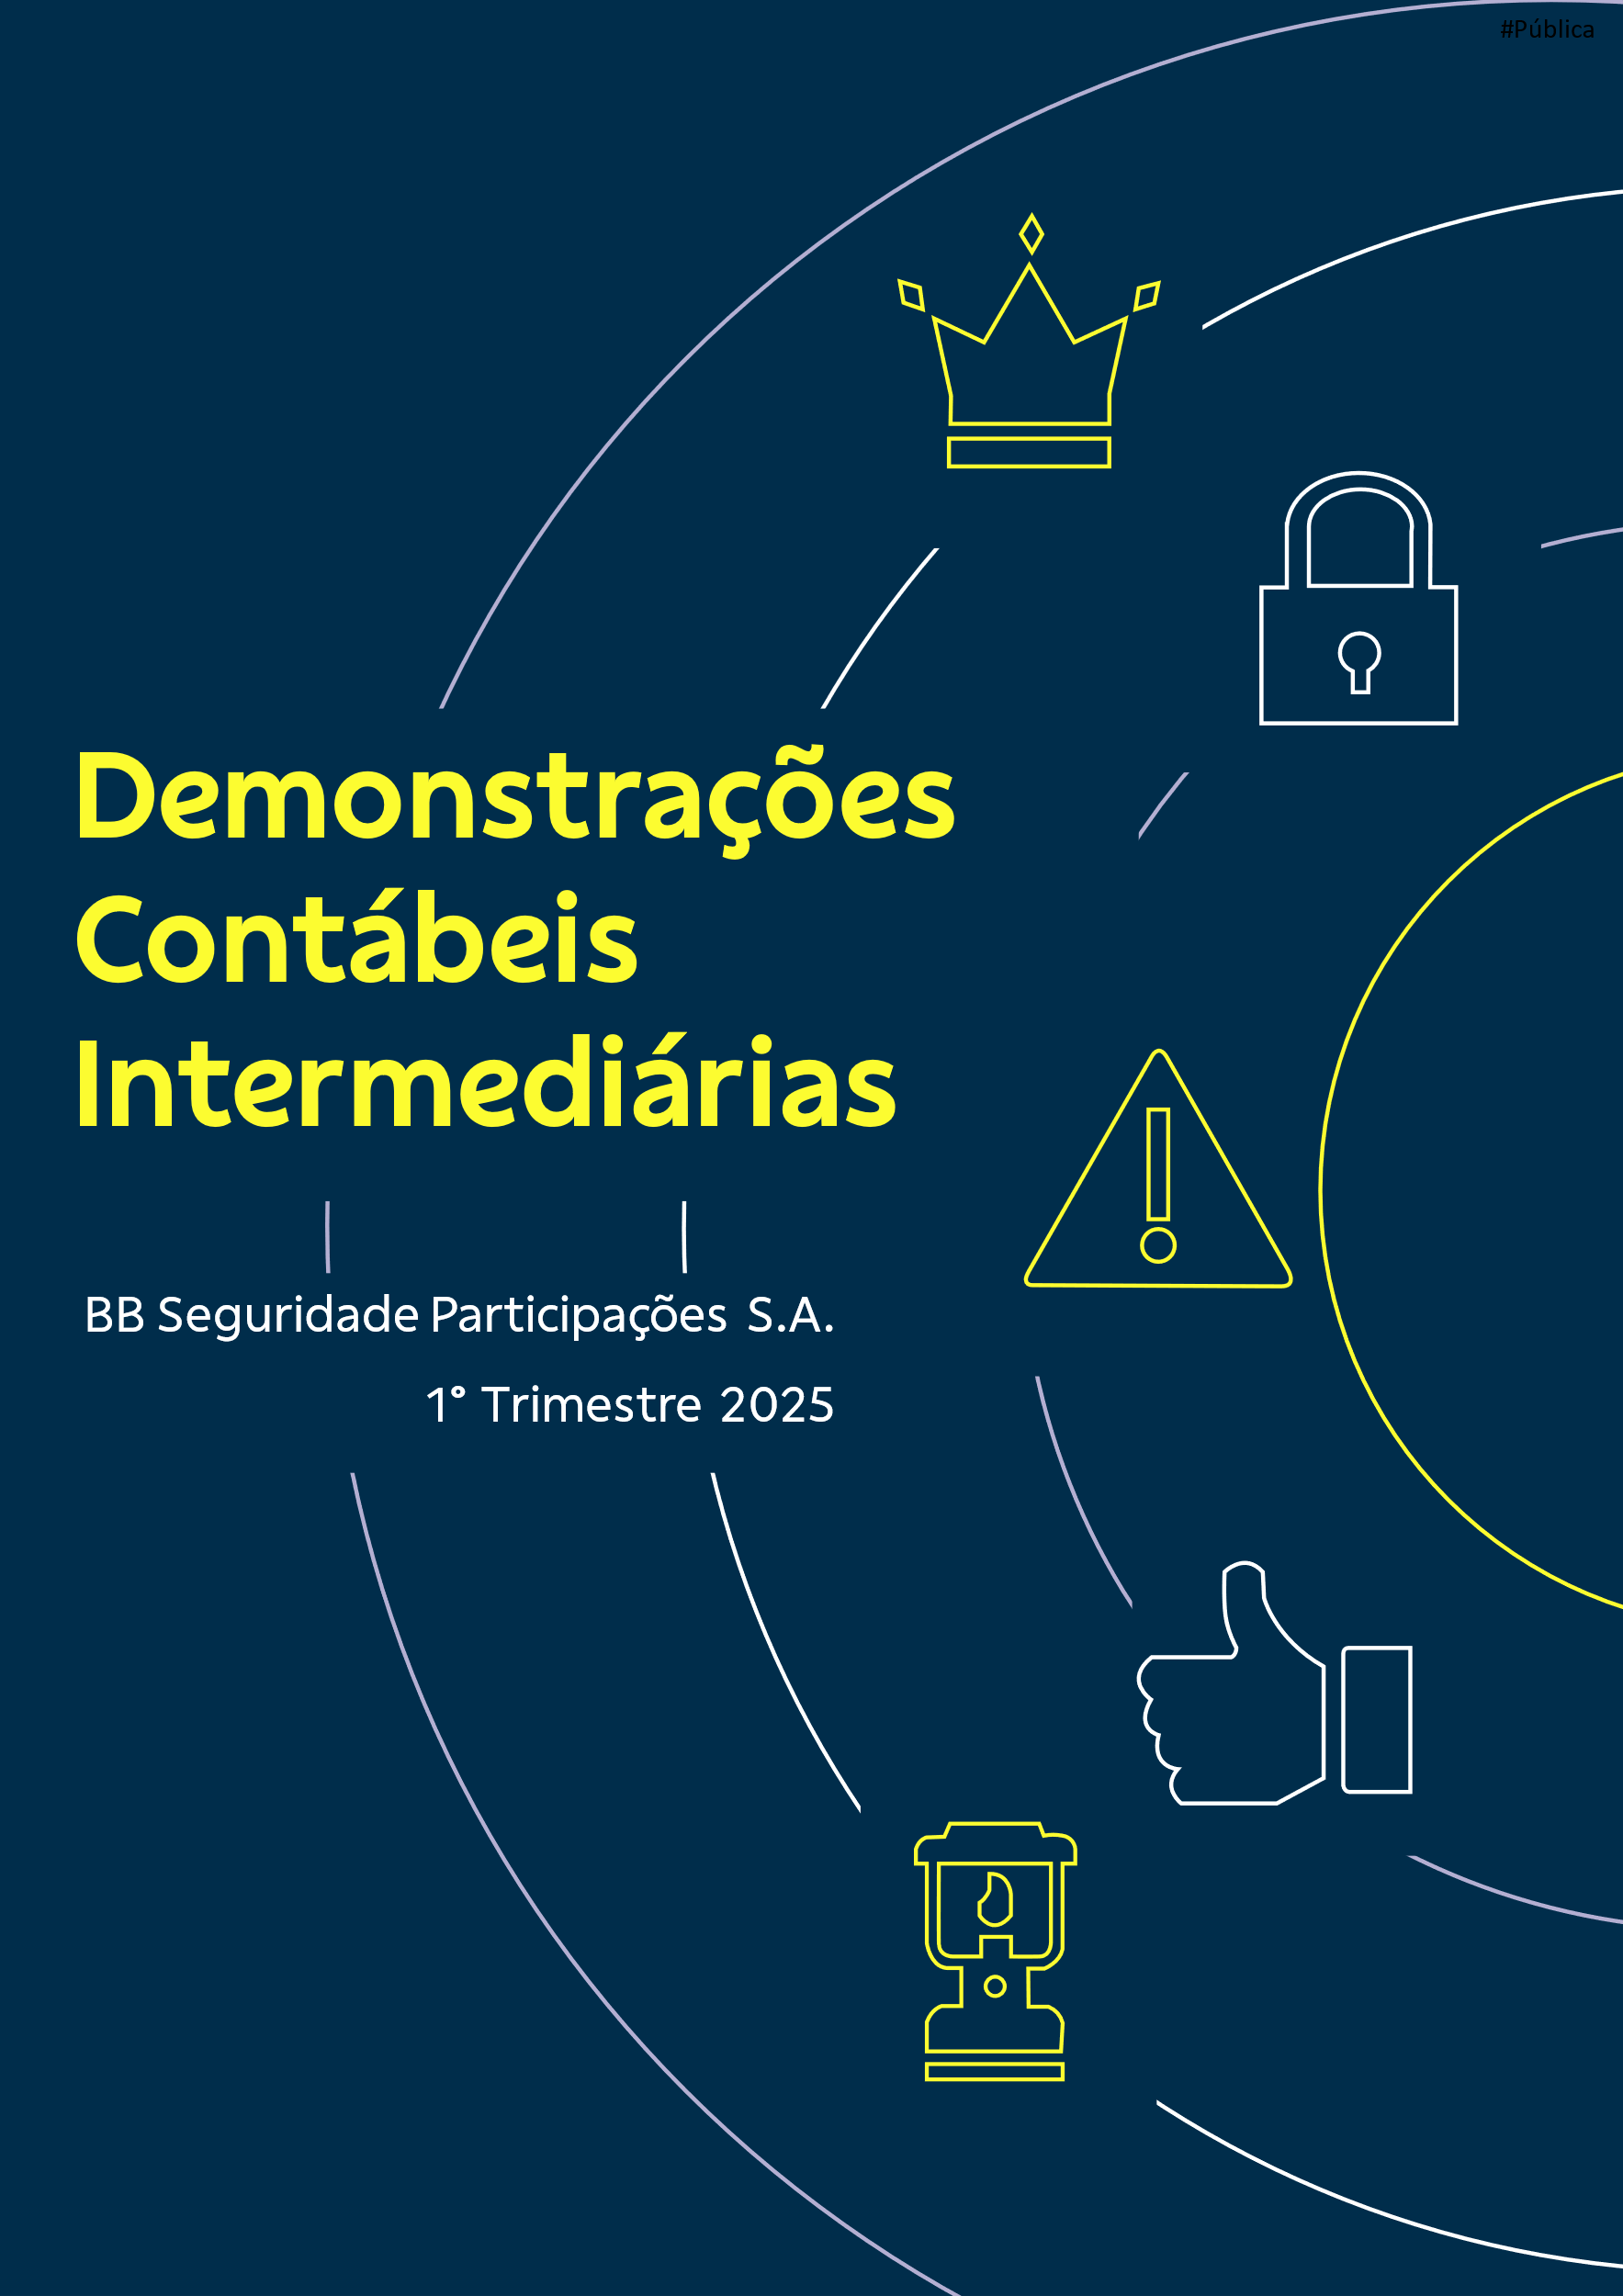 #Pública
Demonstrações
Contábeis
Intermediárias
BB Seguridade Participações S.A.
1° Trimestre 2025